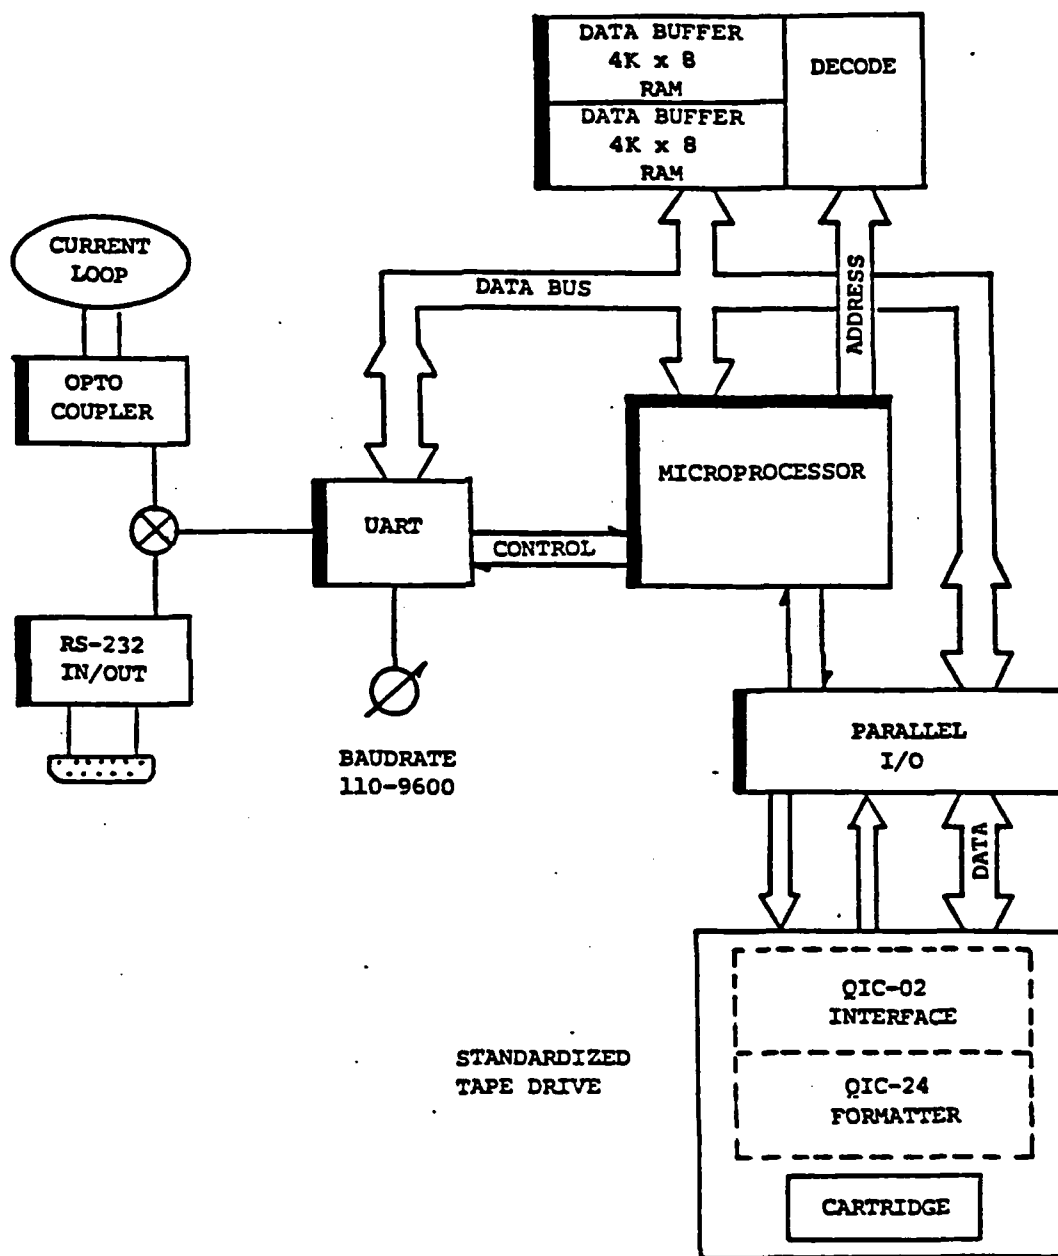 DATA BUFFER
4K x 8
RAM
DECODE
DATA BUFFER
4K x 8
RAM
CURRENT
LOOP
DATA BUS
ADDRESS
OPTO
COUPLER
MICROPROCESSOR
UART
CONTROL
RS-232
IN/OUT
BAUDRATE
110-9600
PARALLEL
I/O
DATA
QIC-02
INTERFACE
STANDARDIZED
TAPE DRIVE
QIC-24
FORMATTER
CARTRIDGE